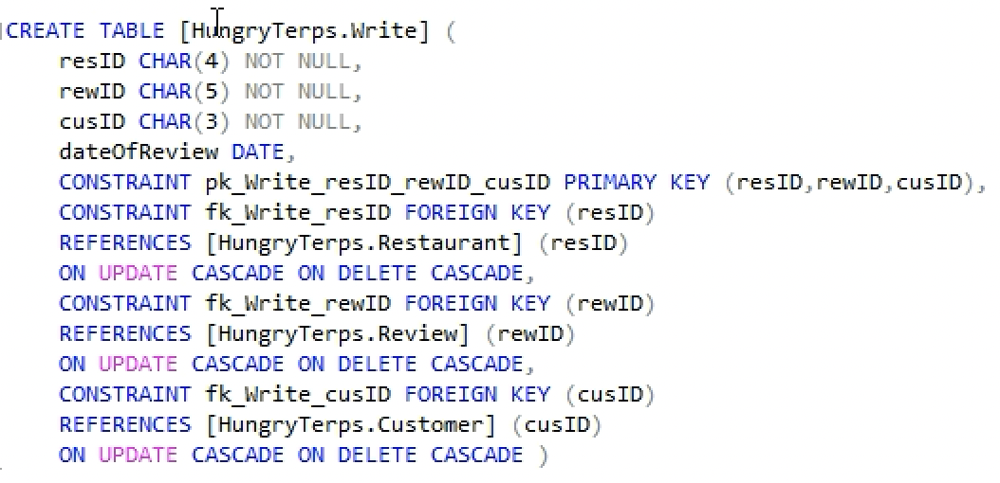 CREATE TABLE [HungryTerps.Write] (
resID CHAR(4) NOT NULL,
rewID CHAR(5) NOT NULL,
cusID CHAR(3) NOT NULL,
dateOfReview DATE,
CONSTRAINT pk_Write_resID_rewID_cusID PRIMARY KEY (resID,rewID,cusID),
CONSTRAINT fk_Write_resID FOREIGN KEY (resID)
REFERENCES [HungryTerps.Restaurant] (resID)
ON UPDATE CASCADE ON DELETE CASCADE,
CONSTRAINT fk_Write_rewID FOREIGN KEY (rewID)
REFERENCES [HungryTerps.Review] (rewID)
ON UPDATE CASCADE ON DELETE CASCADE,
CONSTRAINT fk_Write_cusID FOREIGN KEY (cusID)
REFERENCES [HungryTerps.Customer] (cusID)
ON UPDATE CASCADE ON DELETE CASCADE )